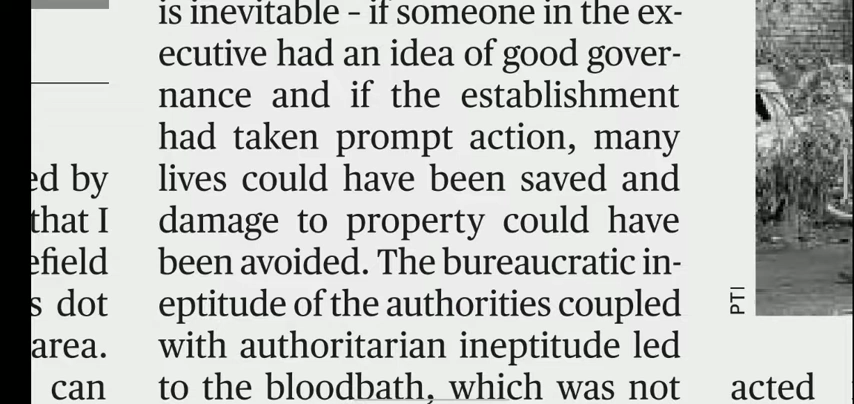 ed by
that I
efield
s dot
area.
can
is inevitable – if someone in the ex-
ecutive had an idea of good gover-
nance and if the establishment
had taken prompt action, many
lives could have been saved and
damage to property could have
been avoided. The bureaucratic in-
eptitude of the authorities coupled
with authoritarian ineptitude led
to the bloodbath, which was not
PTI
acted